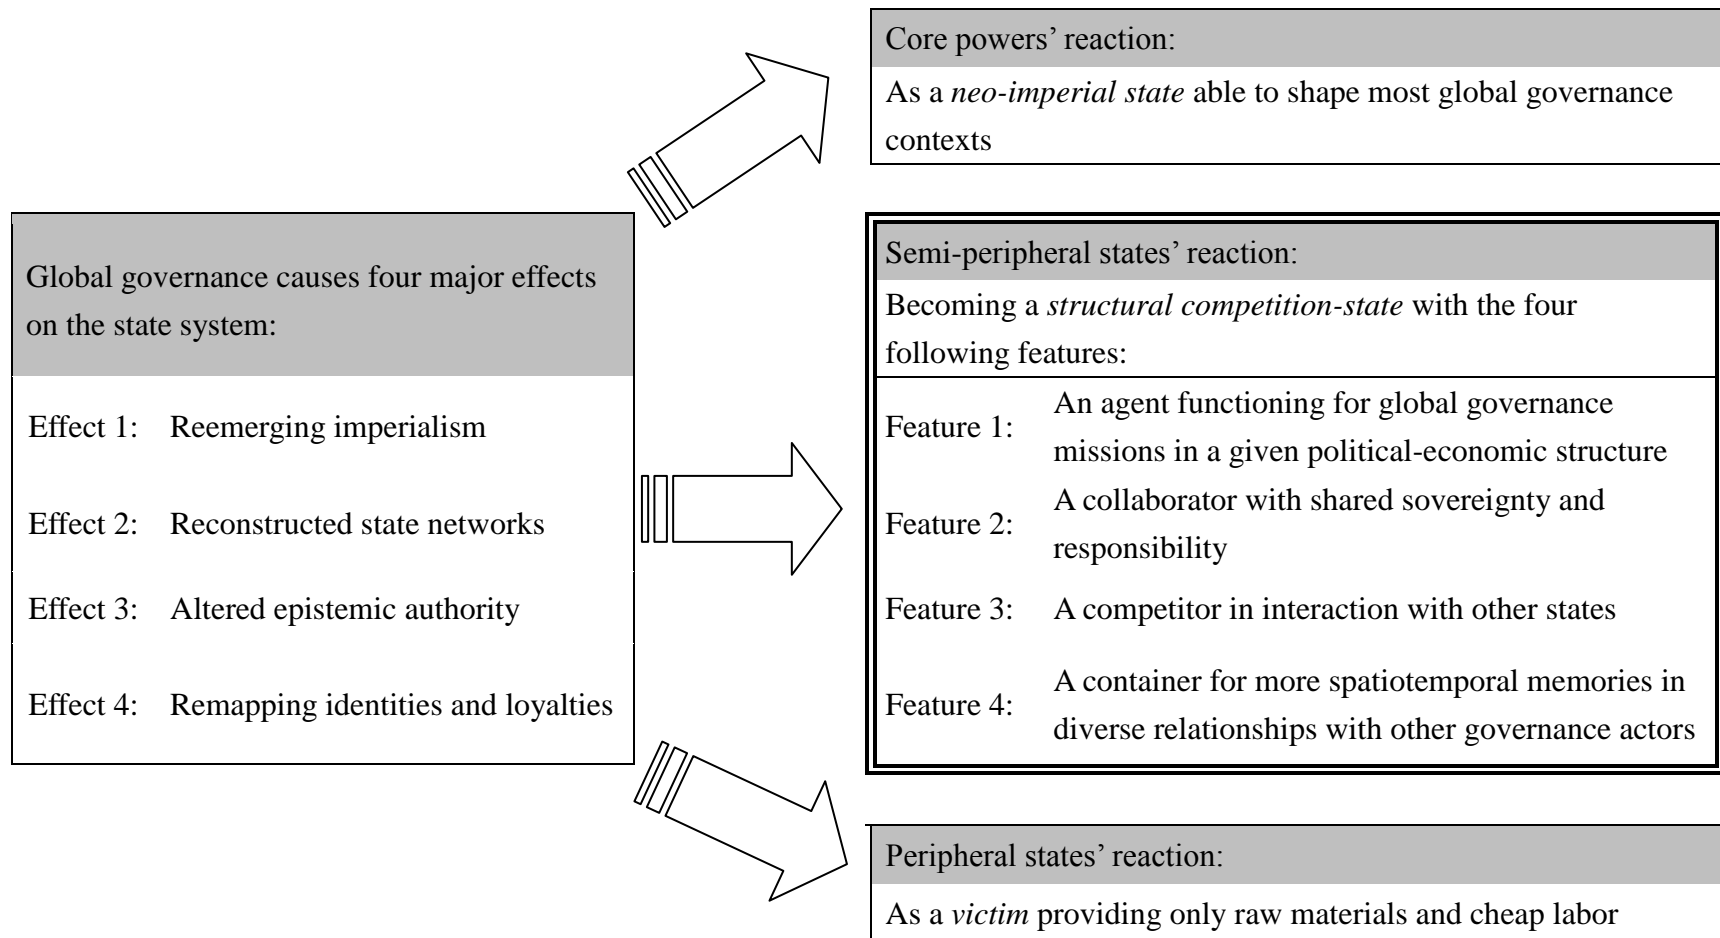 Core powers’ reaction:
As a neo-imperial state able to shape most global governance
contexts
Global governance causes four major effects
on the state system:
Effect 1: Reemerging imperialism
Effect 2: Reconstructed state networks
Effect 3: Altered epistemic authority
Effect 4: Remapping identities and loyalties
Semi-peripheral states’ reaction:
Becoming a structural competition-state with the four
following features:
Feature 1: An agent functioning for global governance
missions in a given political-economic structure
Feature 2: A collaborator with shared sovereignty and
responsibility
Feature 3: A competitor in interaction with other states
Feature 4: A container for more spatiotemporal memories in
diverse relationships with other governance actors
Peripheral states’ reaction:
As a victim providing only raw materials and cheap labor